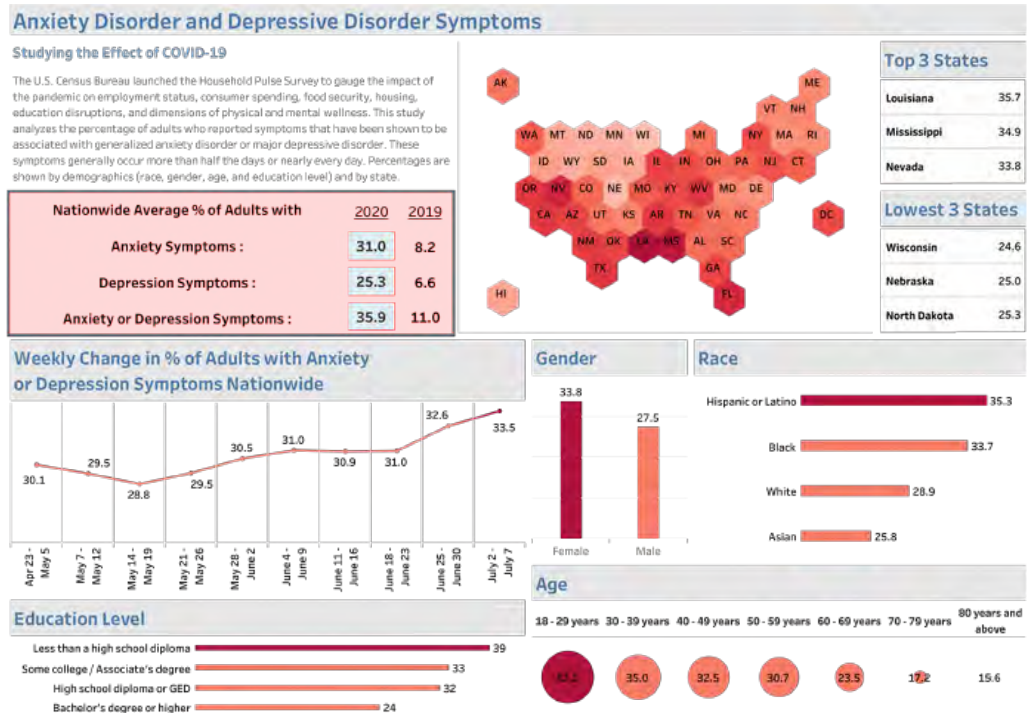 Anxiety Disorder and Depressive Disorder Symptoms
Studying the Effect of COVID-19
The U.S. Census Bureau launched the Household Pulse Survey to gauge the impact of
the pandemic on employment status, consumer spending, food security, housing,
education disruptions, and dimensions of physical and mental wellness. This study
analyzes the percentage of adults who reported symptoms that have been shown to be
associated with generalized anxiety disorder or major depressive disorder. These
symptoms generally occur more than half the days or nearly every day. Percentages are
shown by demographics (race, gender, age, and education level) and by state.
Nationwide Average % of Adults with 2020 2019
Anxiety Symptoms : 31.0 8.2
Depression Symptoms : 25.3 6.6
Anxiety or Depression Symptoms : 35.9 11.0
AK ME
VT NH
WA MT ND MN WI MI NY MA RI
ID WY SD IA IL IN OH PA NJ CT
OR NV CO NE MO KY WV MD DE
CA AZ UT KS AR TN VA NC DC
NM OK LA MS AL SC
TX GA
HI FL
Top 3 States
Louisiana 35.7
Mississippi 34.9
Nevada 33.8
Lowest 3 States
Wisconsin 24.6
Nebraska 25.0
North Dakota 25.3
Weekly Change in % of Adults with Anxiety
or Depression Symptoms Nationwide
30.1 29.5 28.8 29.5 30.5 31.0 30.9 31.0 32.6 33.5
Apr 23 -
May 5
May 7 -
May 12
May 14 -
May 19
May 21 -
May 26
May 28 -
June 2
June 4 -
June 9
June 11 -
June 16
June 18 -
June 23
June 25 -
June 30
July 2 -
July 7
Gender
33.8
27.5
Female Male
Race
Hispanic or Latino 35.3
Black 33.7
White 28.9
Asian 25.8
Education Level
Less than a high school diploma 39
Some college / Associate's degree 33
High school diploma or GED 32
Bachelor's degree or higher 24
Age
18 - 29 years 30 - 39 years 40 - 49 years 50 - 59 years 60 - 69 years 70 - 79 years 80 years and
above
35.0 32.5 30.7 23.5 17.2 15.6